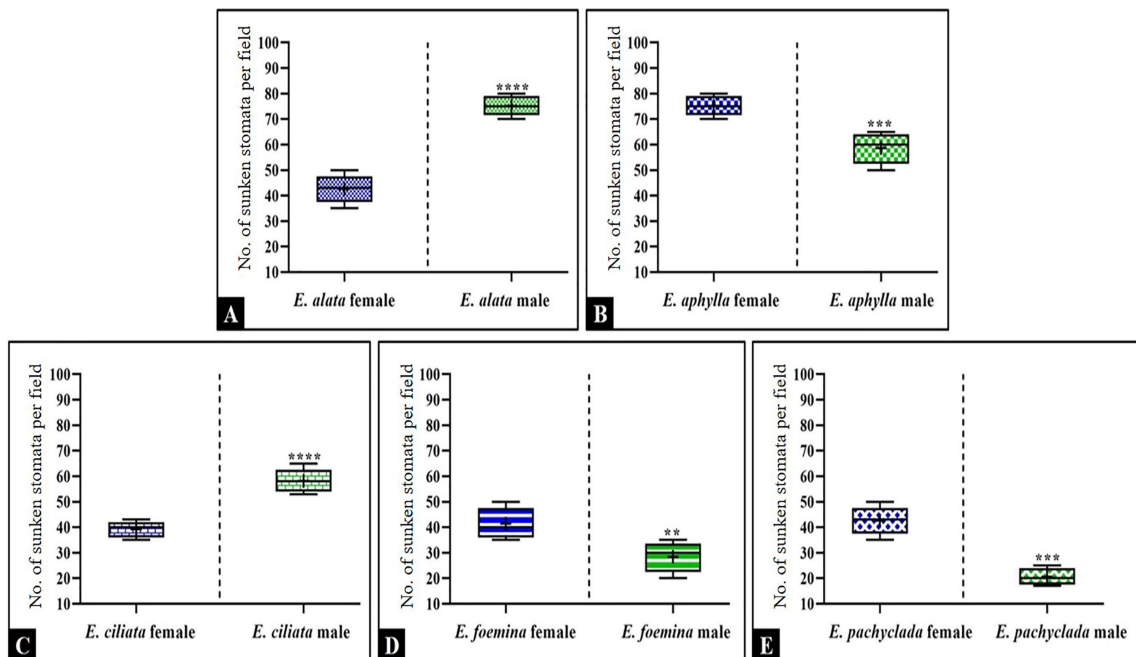 No. of sunken stomata per field
100
90
80
70
60
50
40
30
20
10
****
E. alata female
E. alata male
A
No. of sunken stomata per field
100
90
80
70
60
50
40
30
20
10
***
E. aphylla female
E. aphylla male
B
No. of sunken stomata per field
100
90
80
70
60
50
40
30
20
10
****
E. ciliata female
E. ciliata male
C
No. of sunken stomata per field
100
90
80
70
60
50
40
30
20
10
**
E. foemina female
E. foemina male
D
No. of sunken stomata per field
100
90
80
70
60
50
40
30
20
10
***
E. pachyclada female
E. pachyclada male
E